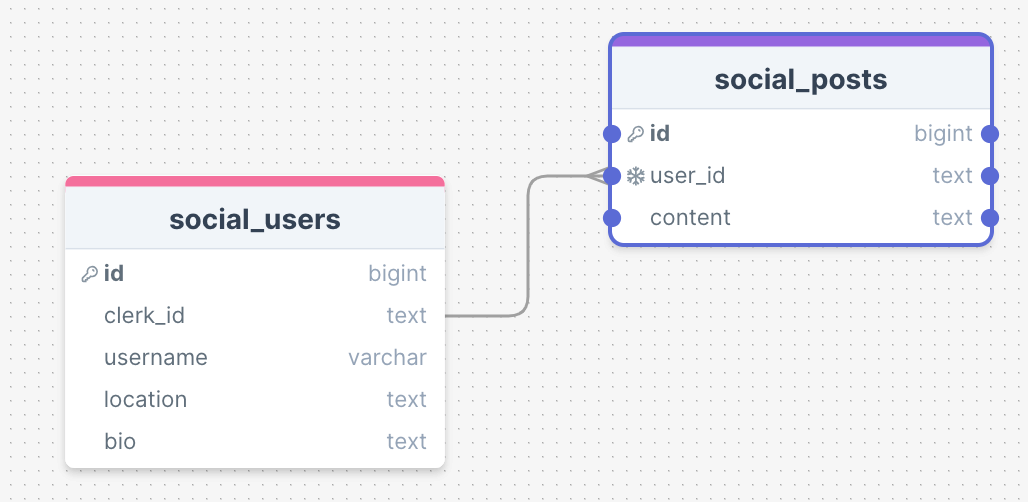 social_posts
id bigint
user_id text
content text
social_users
id bigint
clerk_id text
username varchar
location text
bio text